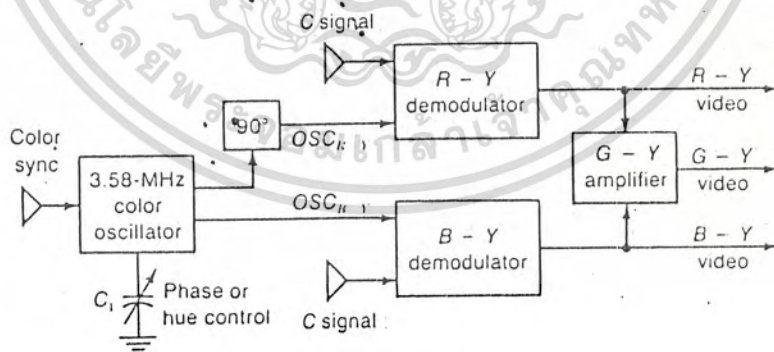 C signal
R – Y
demodulator
R – Y
video
90°
Color
sync
3.58-MHz
color
oscillator
G – Y
amplifier
G – Y
video
B – Y
demodulator
B – Y
video
C₁
Phase or
hue control
C signal